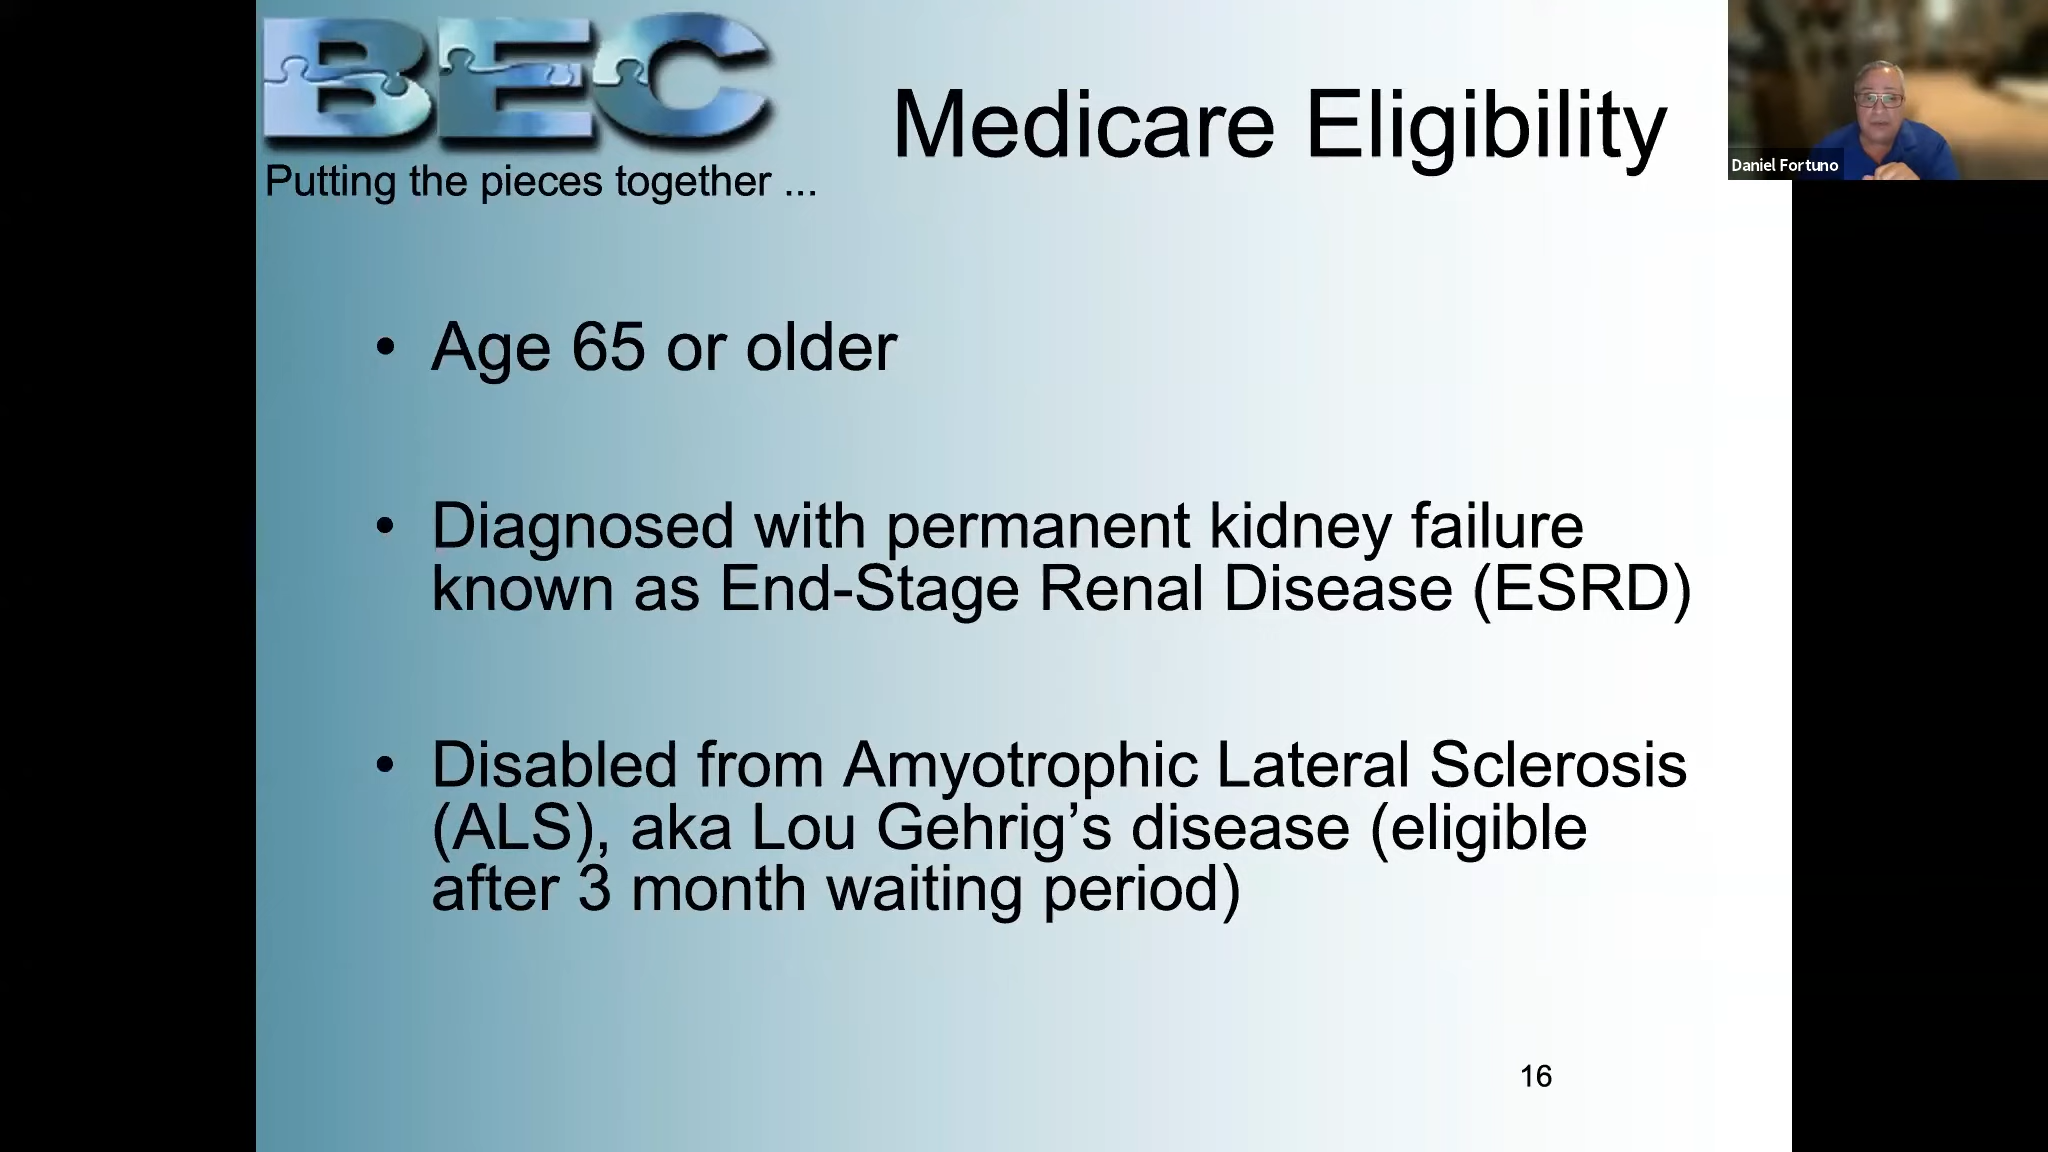 BEC
Putting the pieces together ...
Medicare Eligibility
Daniel Fortuno
• Age 65 or older
• Diagnosed with permanent kidney failure
known as End-Stage Renal Disease (ESRD)
• Disabled from Amyotrophic Lateral Sclerosis
(ALS), aka Lou Gehrig’s disease (eligible
after 3 month waiting period)
16